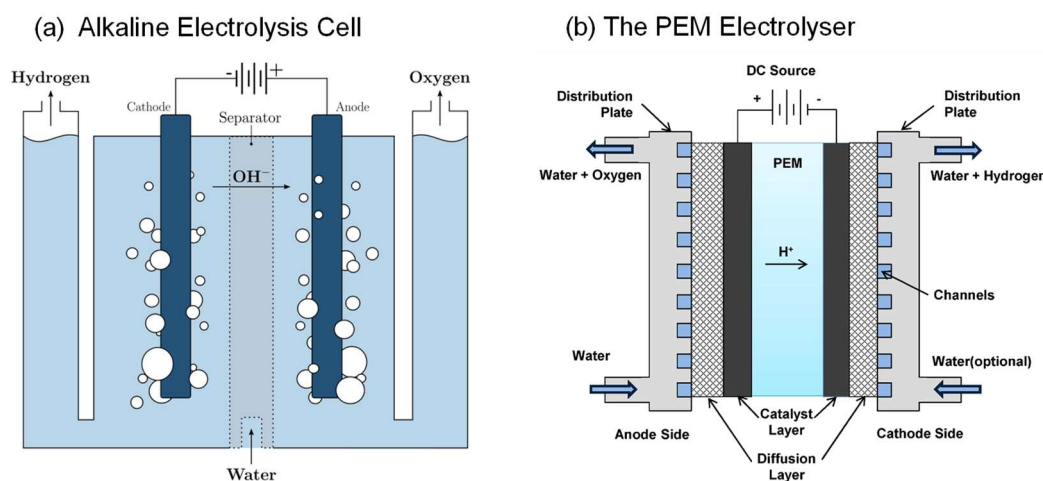 (a) Alkaline Electrolysis Cell
Hydrogen
Oxygen
- +
Cathode
Anode
Separator
OH⁻
Water
(b) The PEM Electrolyser
DC Source
+ -
Distribution
Plate
Distribution
Plate
PEM
Water + Oxygen
Water + Hydrogen
H⁺
Channels
Water
Water(optional)
Anode Side
Catalyst
Layer
Cathode Side
Diffusion
Layer